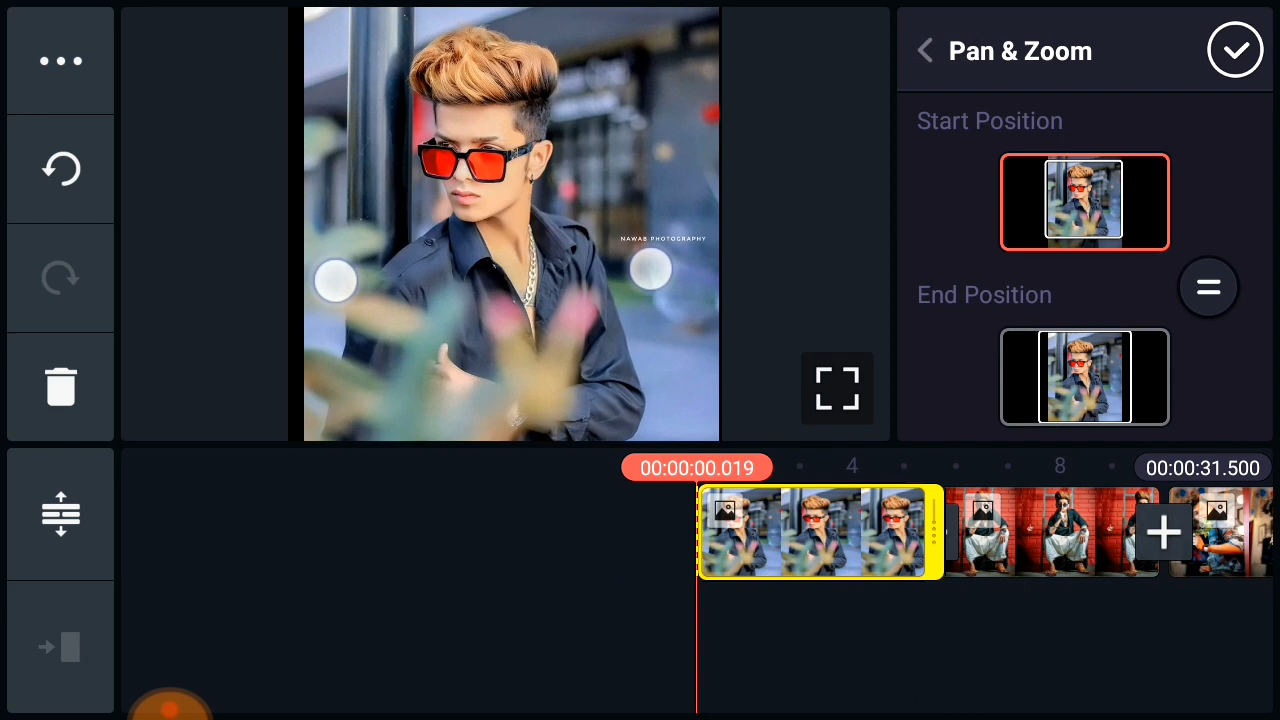 Pan & Zoom
Start Position
NAWAB PHOTOGRAPHY
End Position
00:00:00.019
4
8
00:00:31.500